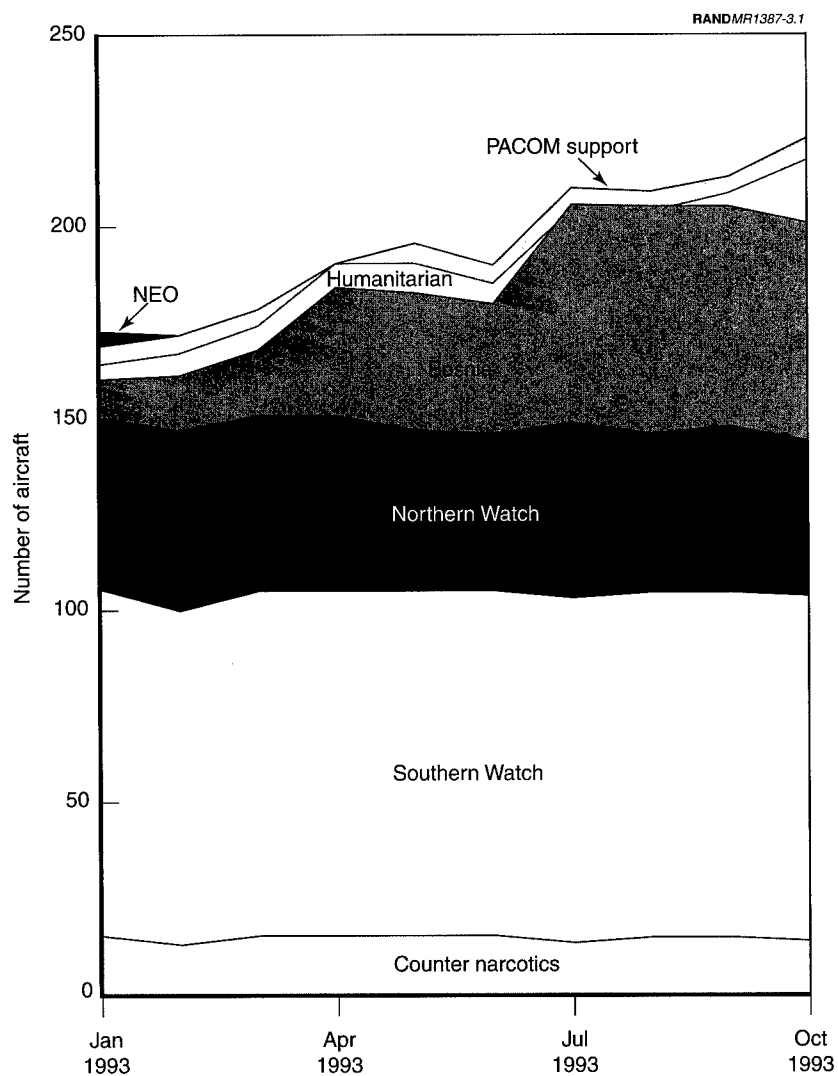 RANDMR1387-3.1
250
200
150
100
50
0
Number of aircraft
PACOM support
NEO
Humanitarian
Bosnia
Northern Watch
Southern Watch
Counter narcotics
Jan
1993
Apr
1993
Jul
1993
Oct
1993